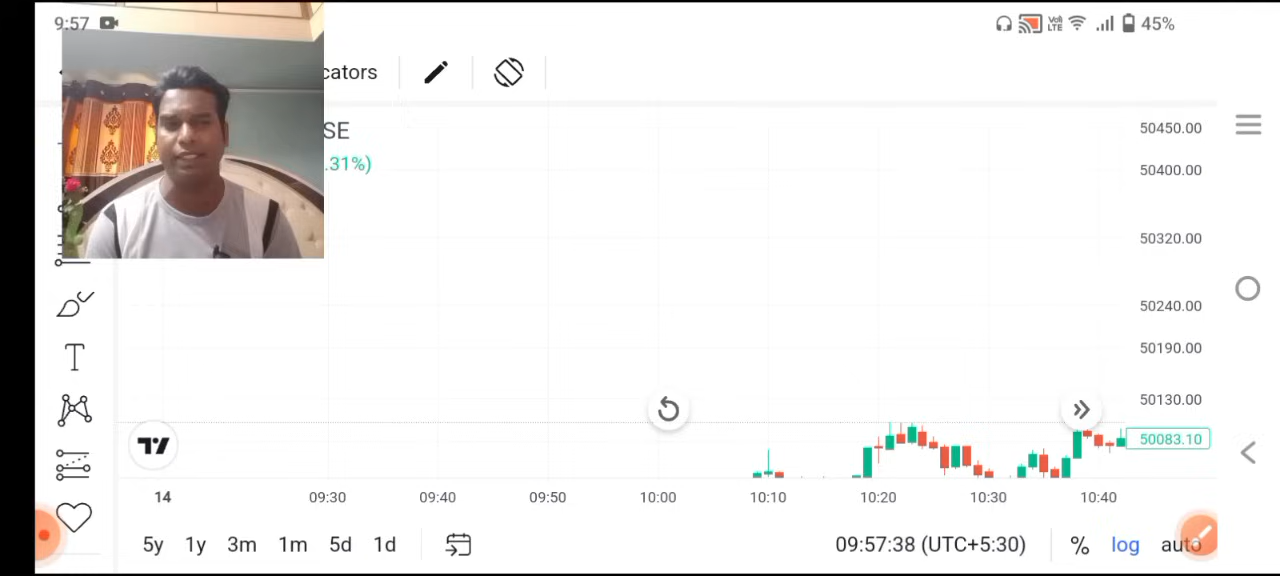 9:57
Vo)
LTE
45%
cators
SE
.31%)
50450.00
50400.00
50320.00
50240.00
50190.00
50130.00
50083.10
14 09:30 09:40 09:50 10:00 10:10 10:20 10:30 10:40
5y 1y 3m 1m 5d 1d 09:57:38 (UTC+5:30) % log auto